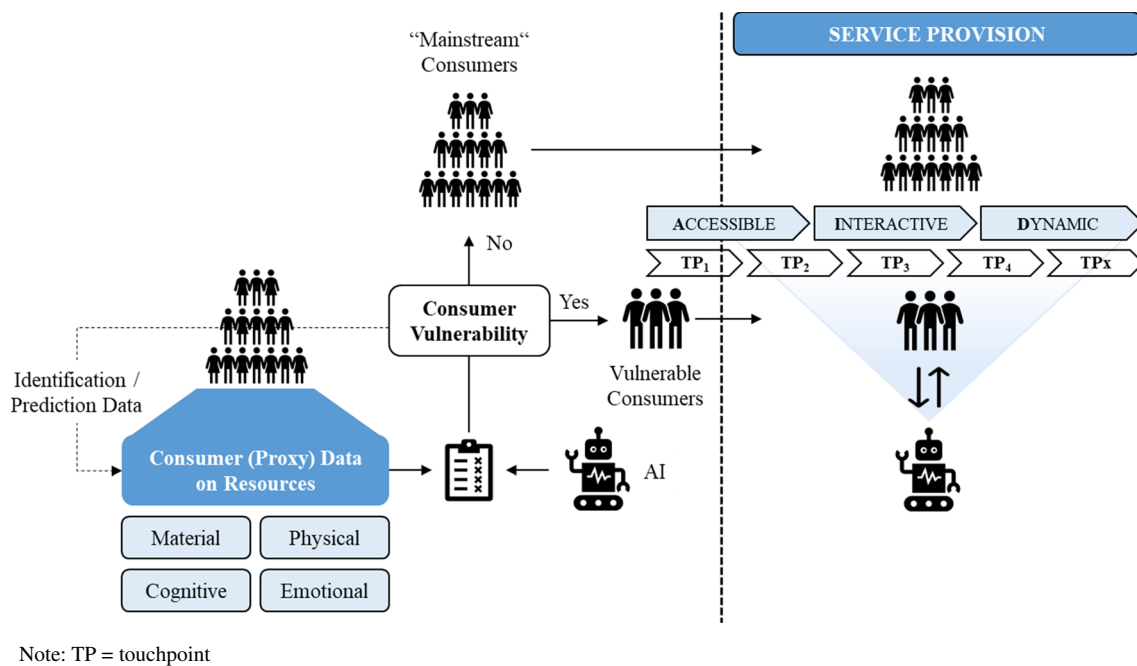 “Mainstream“
Consumers
SERVICE PROVISION
ACCESSIBLE
INTERACTIVE
DYNAMIC
No
TP1
TP2
TP3
TP4
TPx
Consumer
Vulnerability
Yes
Identification /
Prediction Data
Vulnerable
Consumers
Consumer (Proxy) Data
on Resources
AI
Material
Physical
Cognitive
Emotional
Note: TP = touchpoint